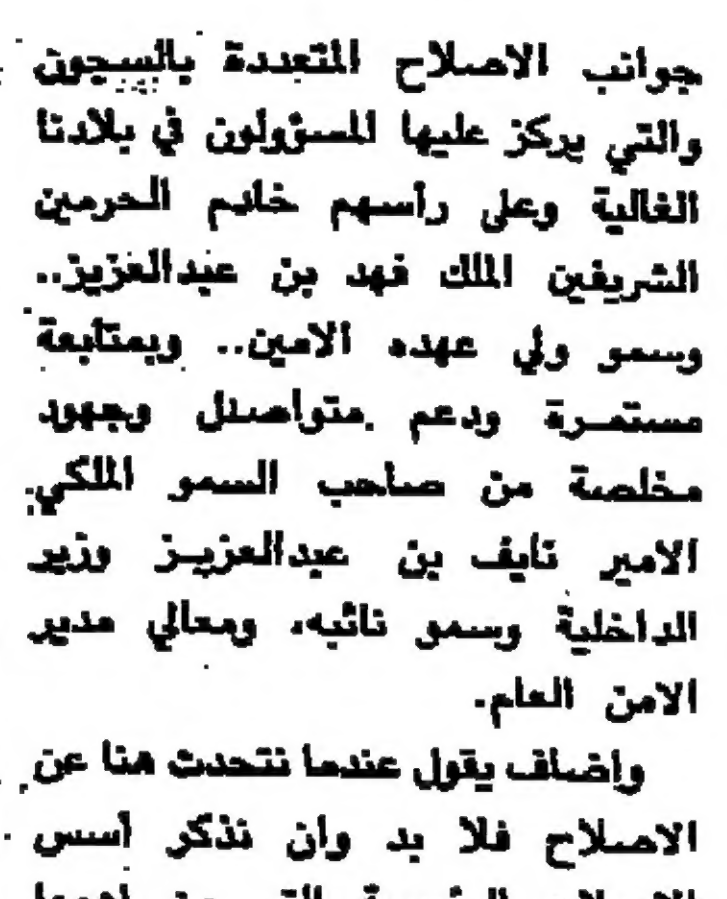 جوانب الاصلاح المتعددة بالسجون
والتي يركز عليها المسؤولون في بلادنا
الغالية وعلى رأسهم خادم الحرمين
الشريفين الملك فهد بن عبدالعزيز..
وسمو ولي عهده الامين.. وبمتابعة
مستمرة ودعم متواصل وجهود
مخلصة من صاحب السمو الملكي
الامير نايف بن عبدالعزيز وزير
الداخلية وسمو نائبه، ومعالي مدير
الامن العام.
واضاف يقول عندما نتحدث هنا عن
الاصلاح فلا بد وان نذكر أسس